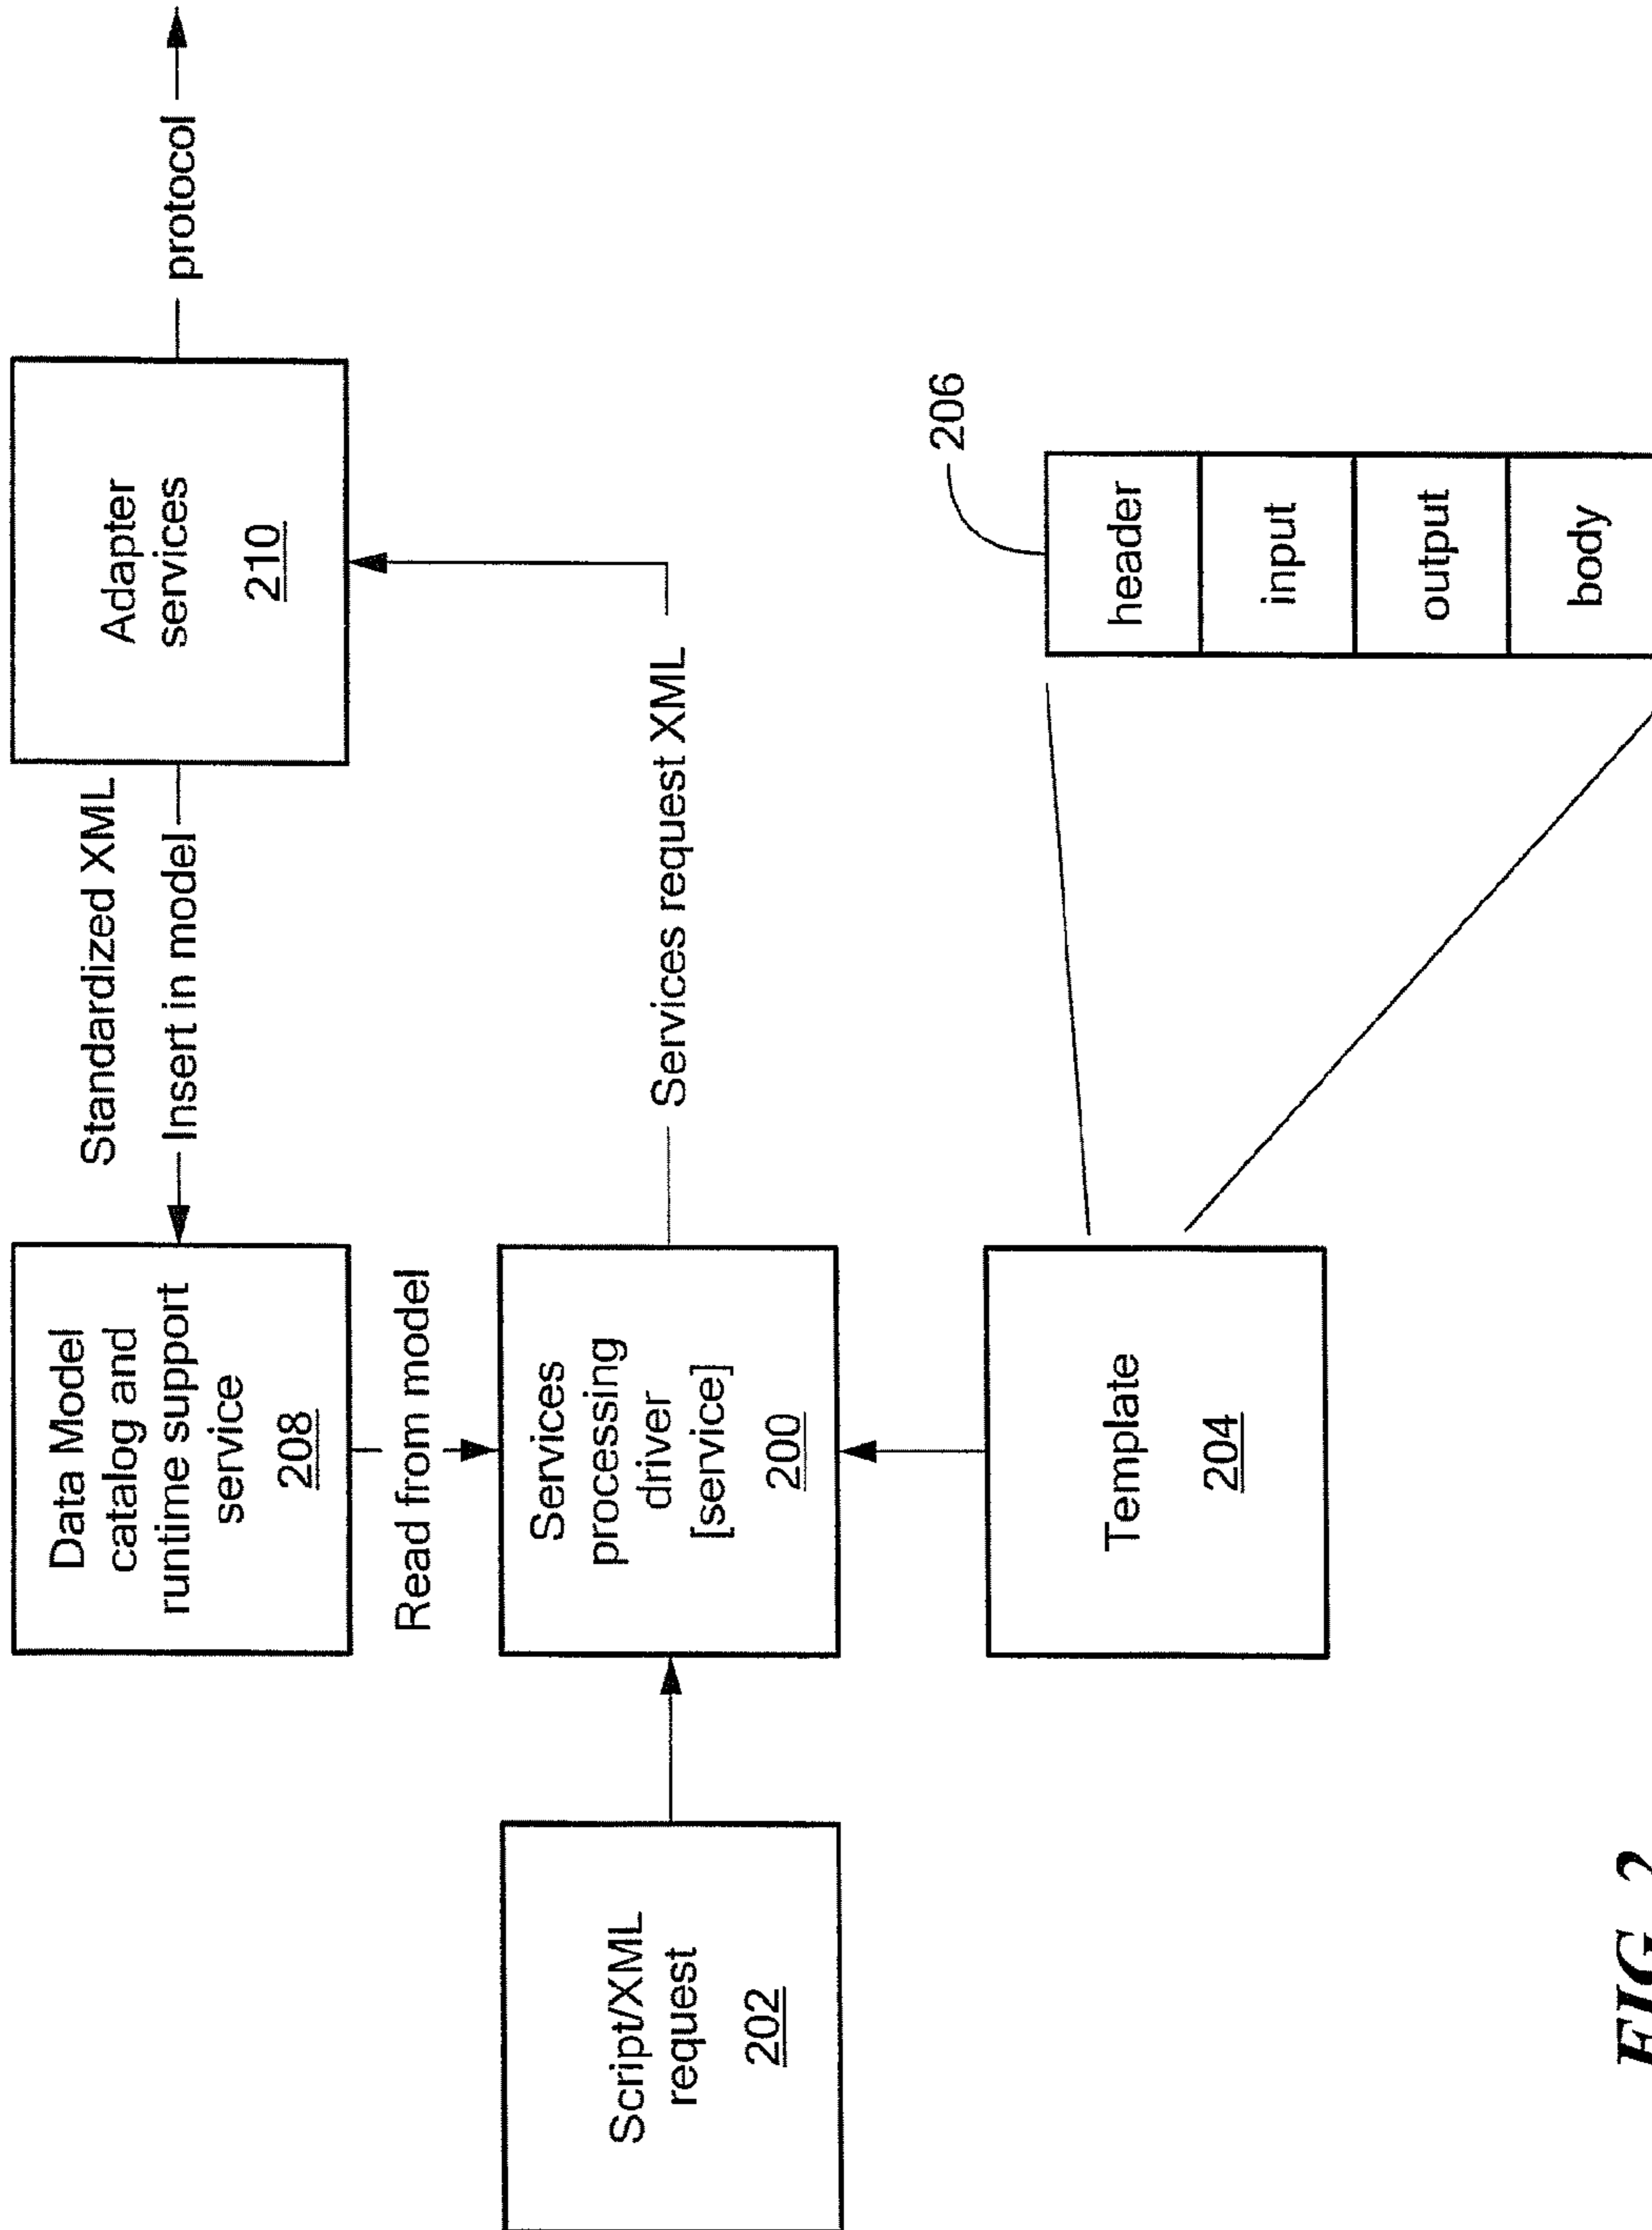 Data Model
catalog and
runtime support
service
208
Standardized XML
Insert in model
Adapter
services
210
protocol
Read from model
Script/XML
request
202
Services
processing
driver
[service]
200
Services request XML
Template
204
206
header
input
output
body
FIG. 2